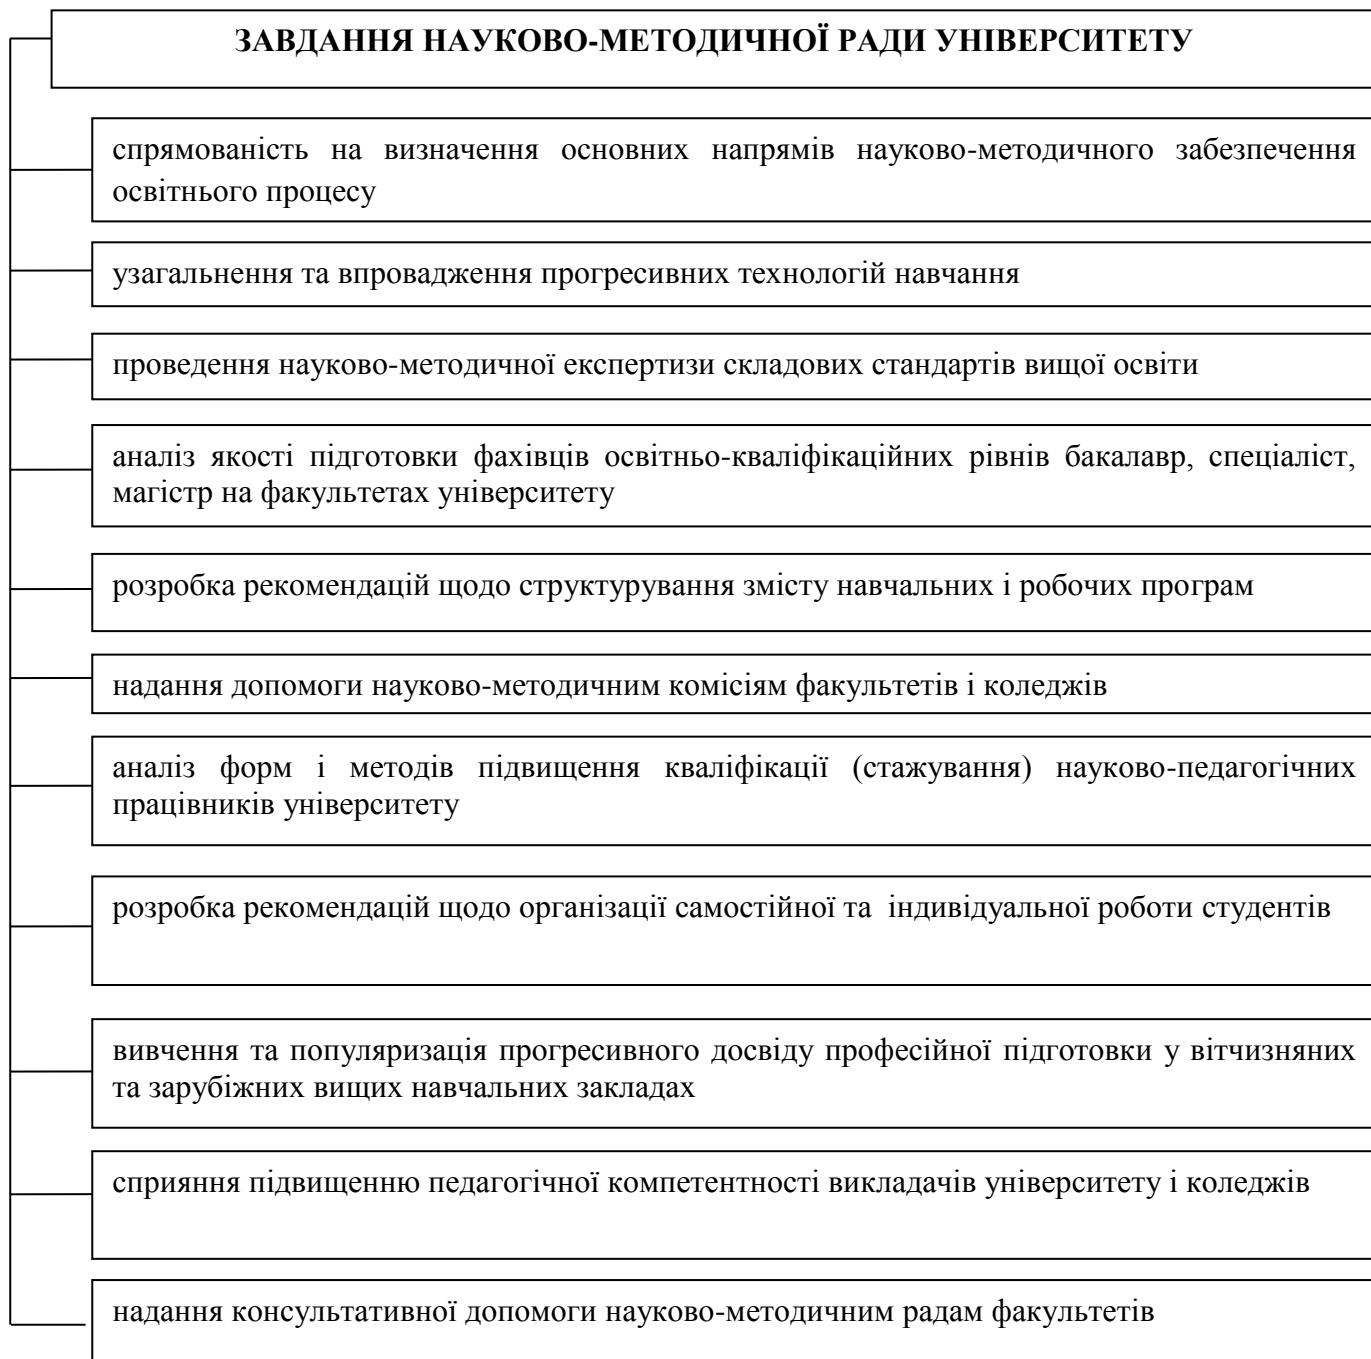 ЗАВДАННЯ НАУКОВО-МЕТОДИЧНОЇ РАДИ УНІВЕРСИТЕТУ
спрямованість на визначення основних напрямів науково-методичного забезпечення
освітнього процесу
узагальнення та впровадження прогресивних технологій навчання
проведення науково-методичної експертизи складових стандартів вищої освіти
аналіз якості підготовки фахівців освітньо-кваліфікаційних рівнів бакалавр, спеціаліст,
магістр на факультетах університету
розробка рекомендацій щодо структурування змісту навчальних і робочих програм
надання допомоги науково-методичним комісіям факультетів і коледжів
аналіз форм і методів підвищення кваліфікації (стажування) науково-педагогічних
працівників університету
розробка рекомендацій щодо організації самостійної та індивідуальної роботи студентів
вивчення та популяризація прогресивного досвіду професійної підготовки у вітчизняних
та зарубіжних вищих навчальних закладах
сприяння підвищенню педагогічної компетентності викладачів університету і коледжів
надання консультативної допомоги науково-методичним радам факультетів